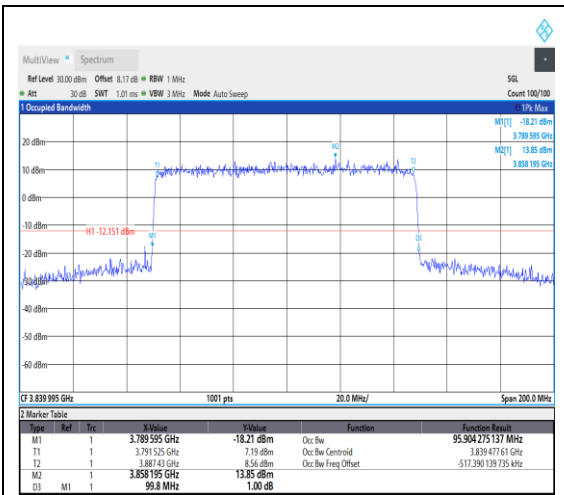 MultiView Spectrum
Ref Level 30.00 dBm Offset 8.17 dB RBW 1 MHz SGL
Att 30 dB SWT 1.01 ms VBW 3 MHz Mode Auto Sweep Count 100/100
1 Occupied Bandwidth 1Pk Max
M1[1] -18.21 dBm
3.789 595 GHz
M2[1] 13.85 dBm
3.858 195 GHz
20 dBm
M2
T1 T2
10 dBm
0 dBm
-10 dBm
H1 -12.151 dBm
M1 D3
-20 dBm
-30 dBm
-40 dBm
-50 dBm
-60 dBm
CF 3.839 995 GHz 1001 pts 20.0 MHz/ Span 200.0 MHz
2 Marker Table
Type Ref Trc X-Value Y-Value Function Function Result
M1 1 3.789 595 GHz -18.21 dBm Occ Bw 95.904 275 137 MHz
T1 1 3.791 525 GHz 7.19 dBm Occ Bw Centroid 3.839 477 61 GHz
T2 1 3.887 43 GHz 8.56 dBm Occ Bw Freq Offset -517.390 139 735 kHz
M2 1 3.858 195 GHz 13.85 dBm
D3 M1 1 99.8 MHz 1.00 dB